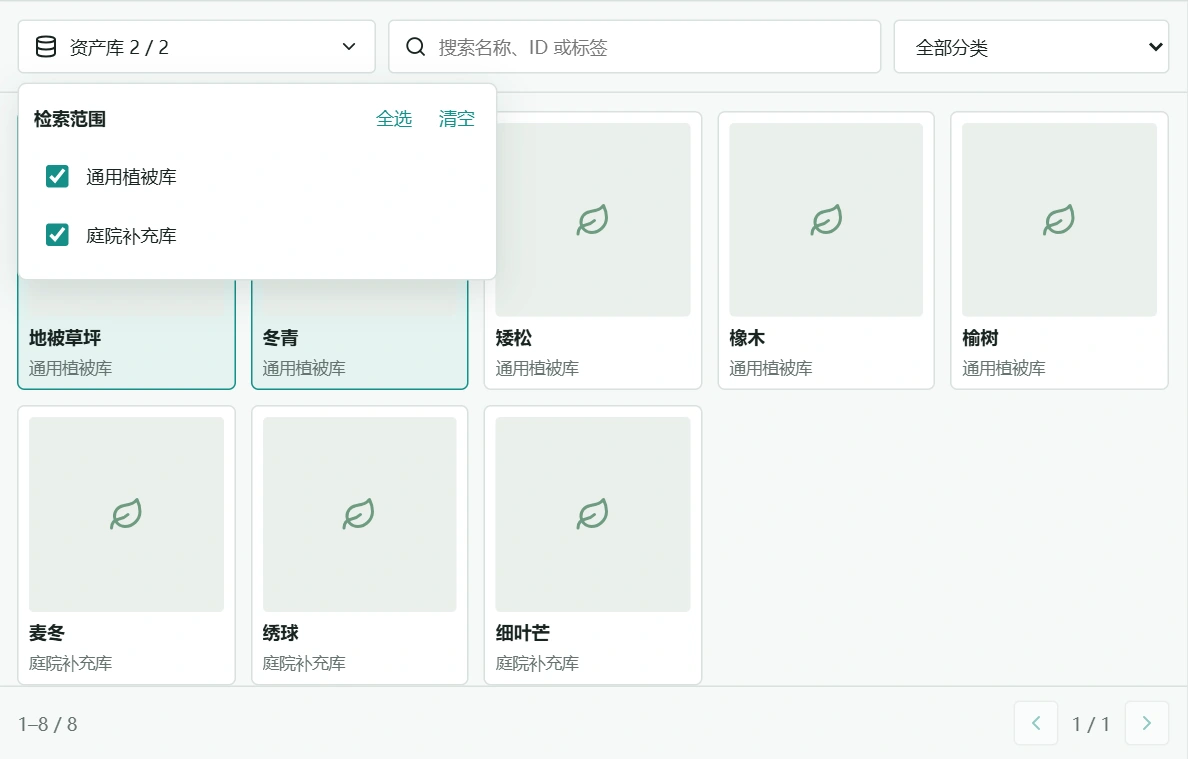 资产库 2 / 2
搜索名称、ID 或标签
全部分类
检索范围
全选
清空
通用植被库
庭院补充库
地被草坪
通用植被库
冬青
通用植被库
矮松
通用植被库
橡木
通用植被库
榆树
通用植被库
麦冬
庭院补充库
绣球
庭院补充库
细叶芒
庭院补充库
1–8 / 8
1 / 1